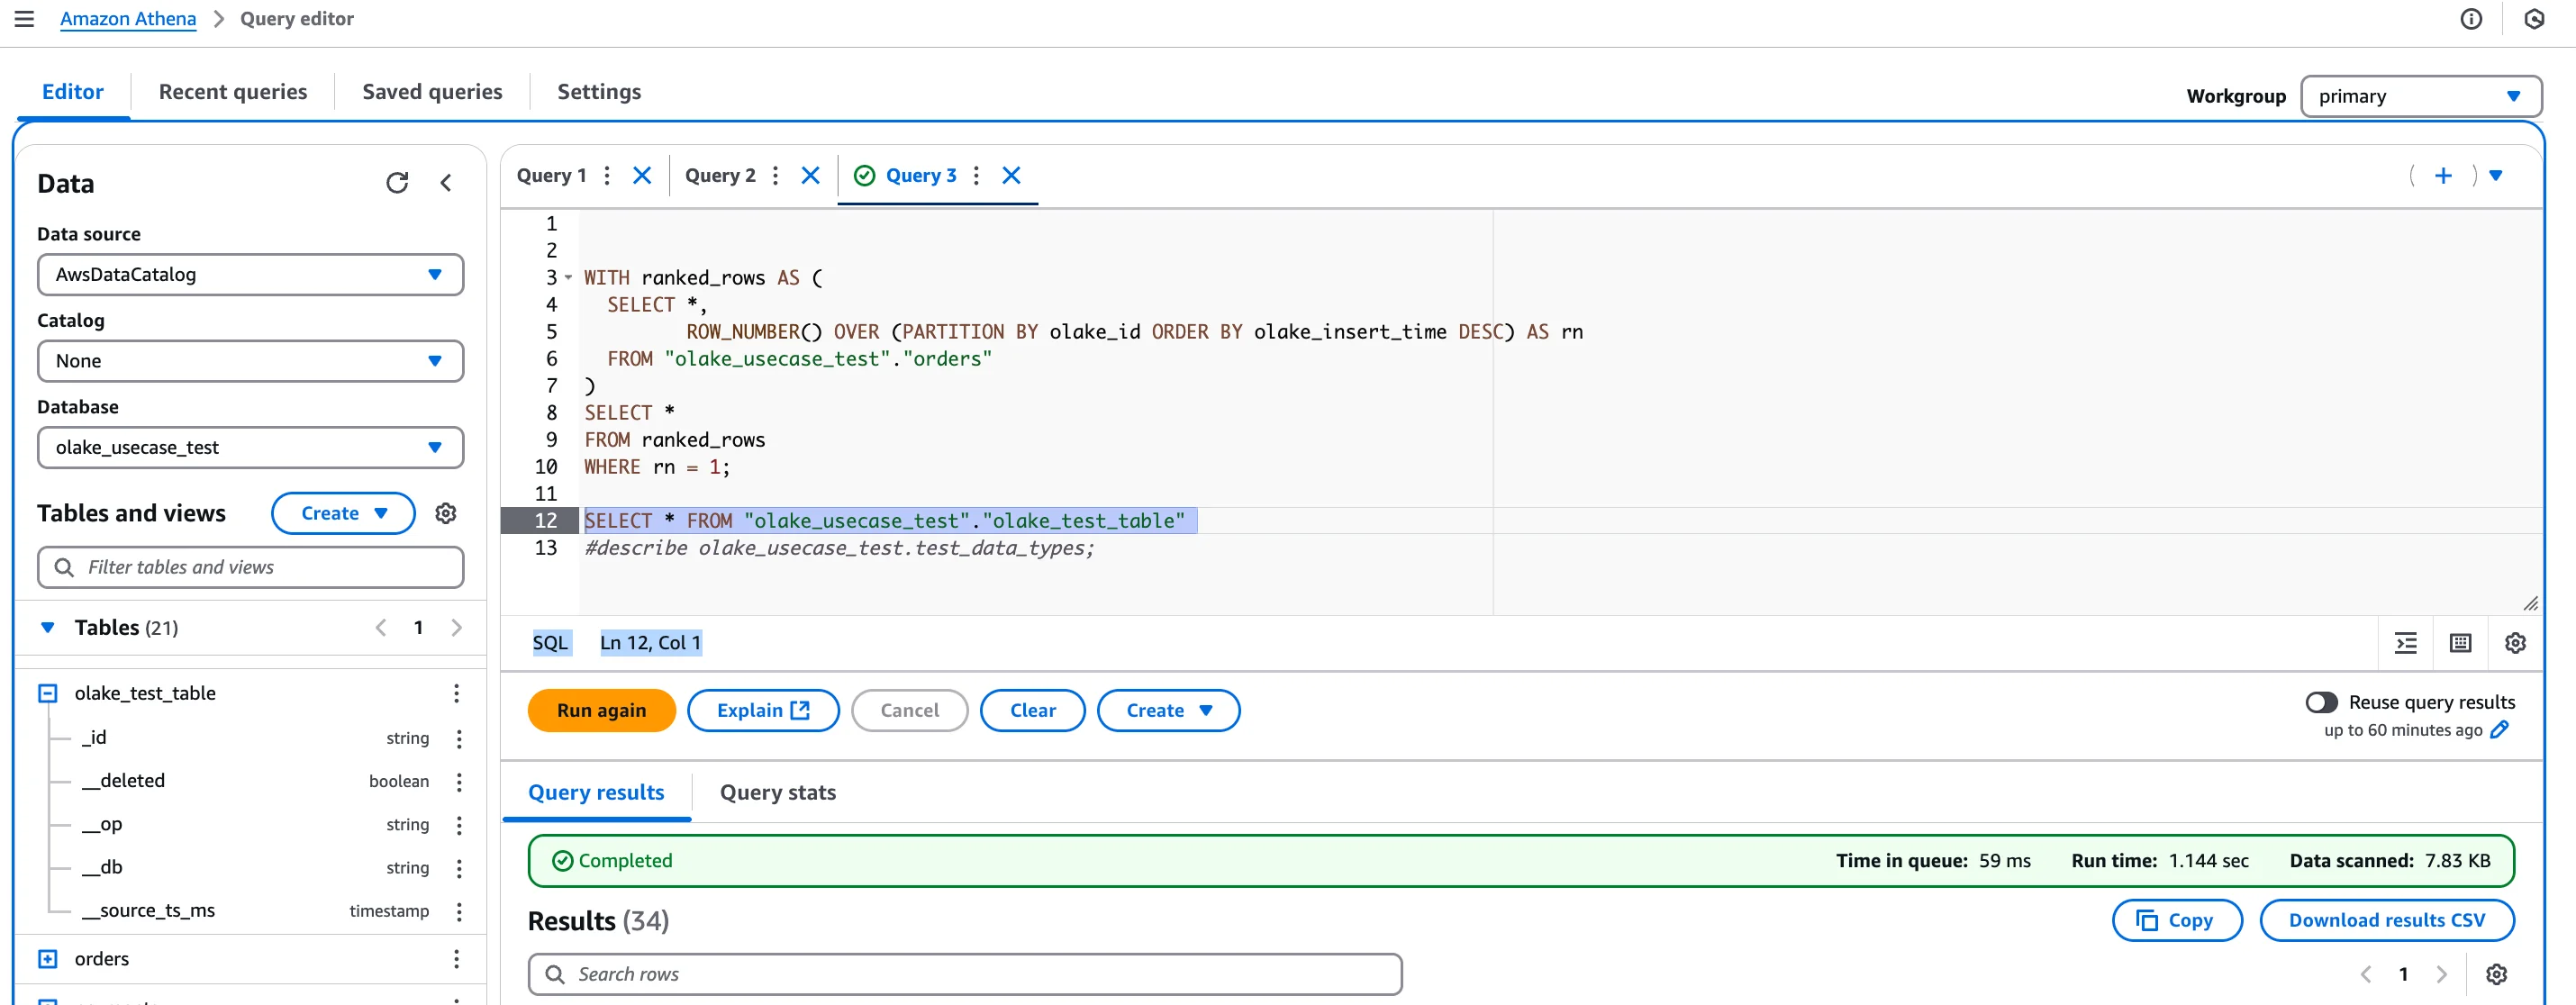 Amazon Athena > Query editor
Editor Recent queries Saved queries Settings Workgroup primary
Data
Data source
AwsDataCatalog
Catalog
None
Database
olake_usecase_test
Tables and views Create
Filter tables and views
Tables (21) 1
olake_test_table
_id string
__deleted boolean
__op string
__db string
__source_ts_ms timestamp
orders
Query 1 Query 2 Query 3
1
2
3 WITH ranked_rows AS (
4 SELECT *,
5 ROW_NUMBER() OVER (PARTITION BY olake_id ORDER BY olake_insert_time DESC) AS rn
6 FROM "olake_usecase_test"."orders"
7 )
8 SELECT *
9 FROM ranked_rows
10 WHERE rn = 1;
11
12 SELECT * FROM "olake_usecase_test"."olake_test_table"
13 #describe olake_usecase_test.test_data_types;
SQL Ln 12, Col 1
Run again Explain Cancel Clear Create
Reuse query results
up to 60 minutes ago
Query results Query stats
Completed Time in queue: 59 ms Run time: 1.144 sec Data scanned: 7.83 KB
Results (34) Copy Download results CSV
Search rows 1